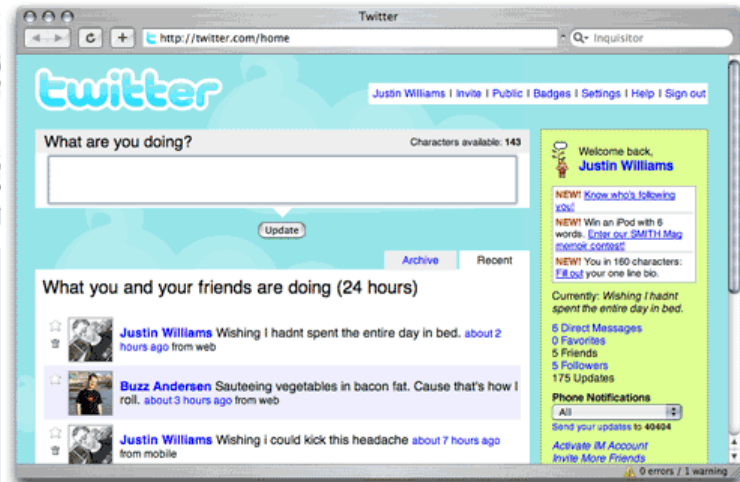 Twitter
http://twitter.com/home
Inquisitor
twitter
Justin Williams | Invite | Public | Badges | Settings | Help | Sign out
What are you doing?
Characters available: 143
Update
Archive
Recent
What you and your friends are doing (24 hours)
Justin Williams Wishing I hadnt spent the entire day in bed. about 2
hours ago from web
Buzz Andersen Sauteeing vegetables in bacon fat. Cause that's how I
roll. about 3 hours ago from web
Justin Williams Wishing i could kick this headache about 7 hours ago
from mobile
Welcome back,
Justin Williams
NEW! Know who's following
you!
NEW! Win an iPod with 6
words. Enter our SMITH Mag
memoir contest!
NEW! You in 160 characters:
Fill out your one line bio.
Currently: Wishing I hadnt
spent the entire day in bed.
6 Direct Messages
0 Favorites
5 Friends
5 Followers
175 Updates
Phone Notifications
All
Send your updates to 40404
Activate IM Account
Invite More Friends
0 errors / 1 warning